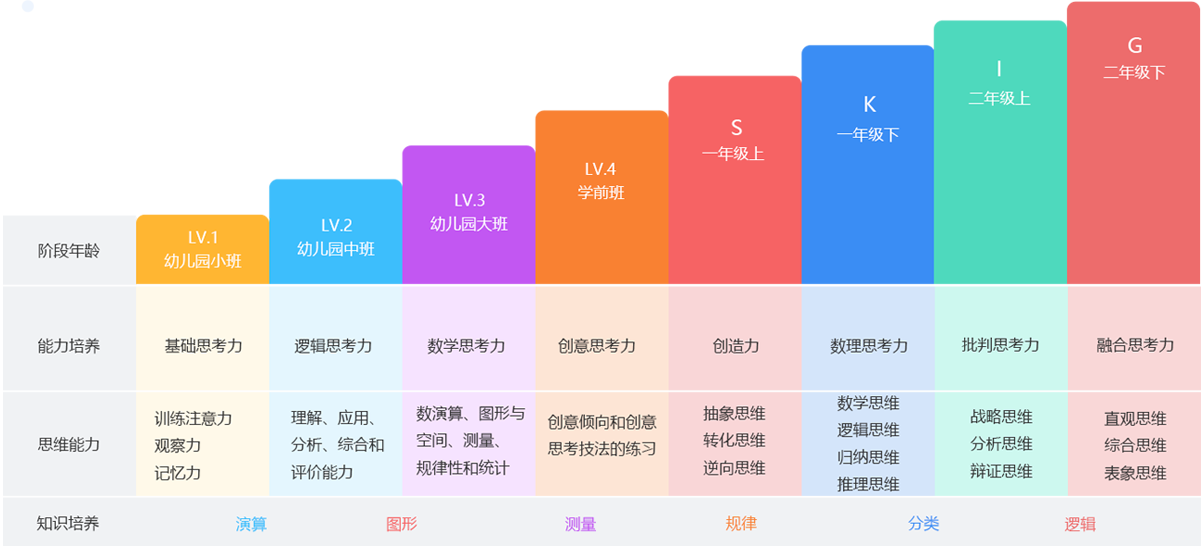 G
二年级下
I
二年级上
K
一年级下
S
一年级上
LV.4
学前班
LV.3
幼儿园大班
LV.2
幼儿园中班
LV.1
幼儿园小班
阶段年龄
能力培养
基础思考力
逻辑思考力
数学思考力
创意思考力
创造力
数理思考力
批判思考力
融合思考力
思维能力
训练注意力
观察力
记忆力
理解、应用、
分析、综合和
评价能力
数演算、图形与
空间、测量、
规律性和统计
创意倾向和创意
思考技法的练习
抽象思维
转化思维
逆向思维
数学思维
逻辑思维
归纳思维
推理思维
战略思维
分析思维
辩证思维
直观思维
综合思维
表象思维
知识培养
演算
图形
测量
规律
分类
逻辑